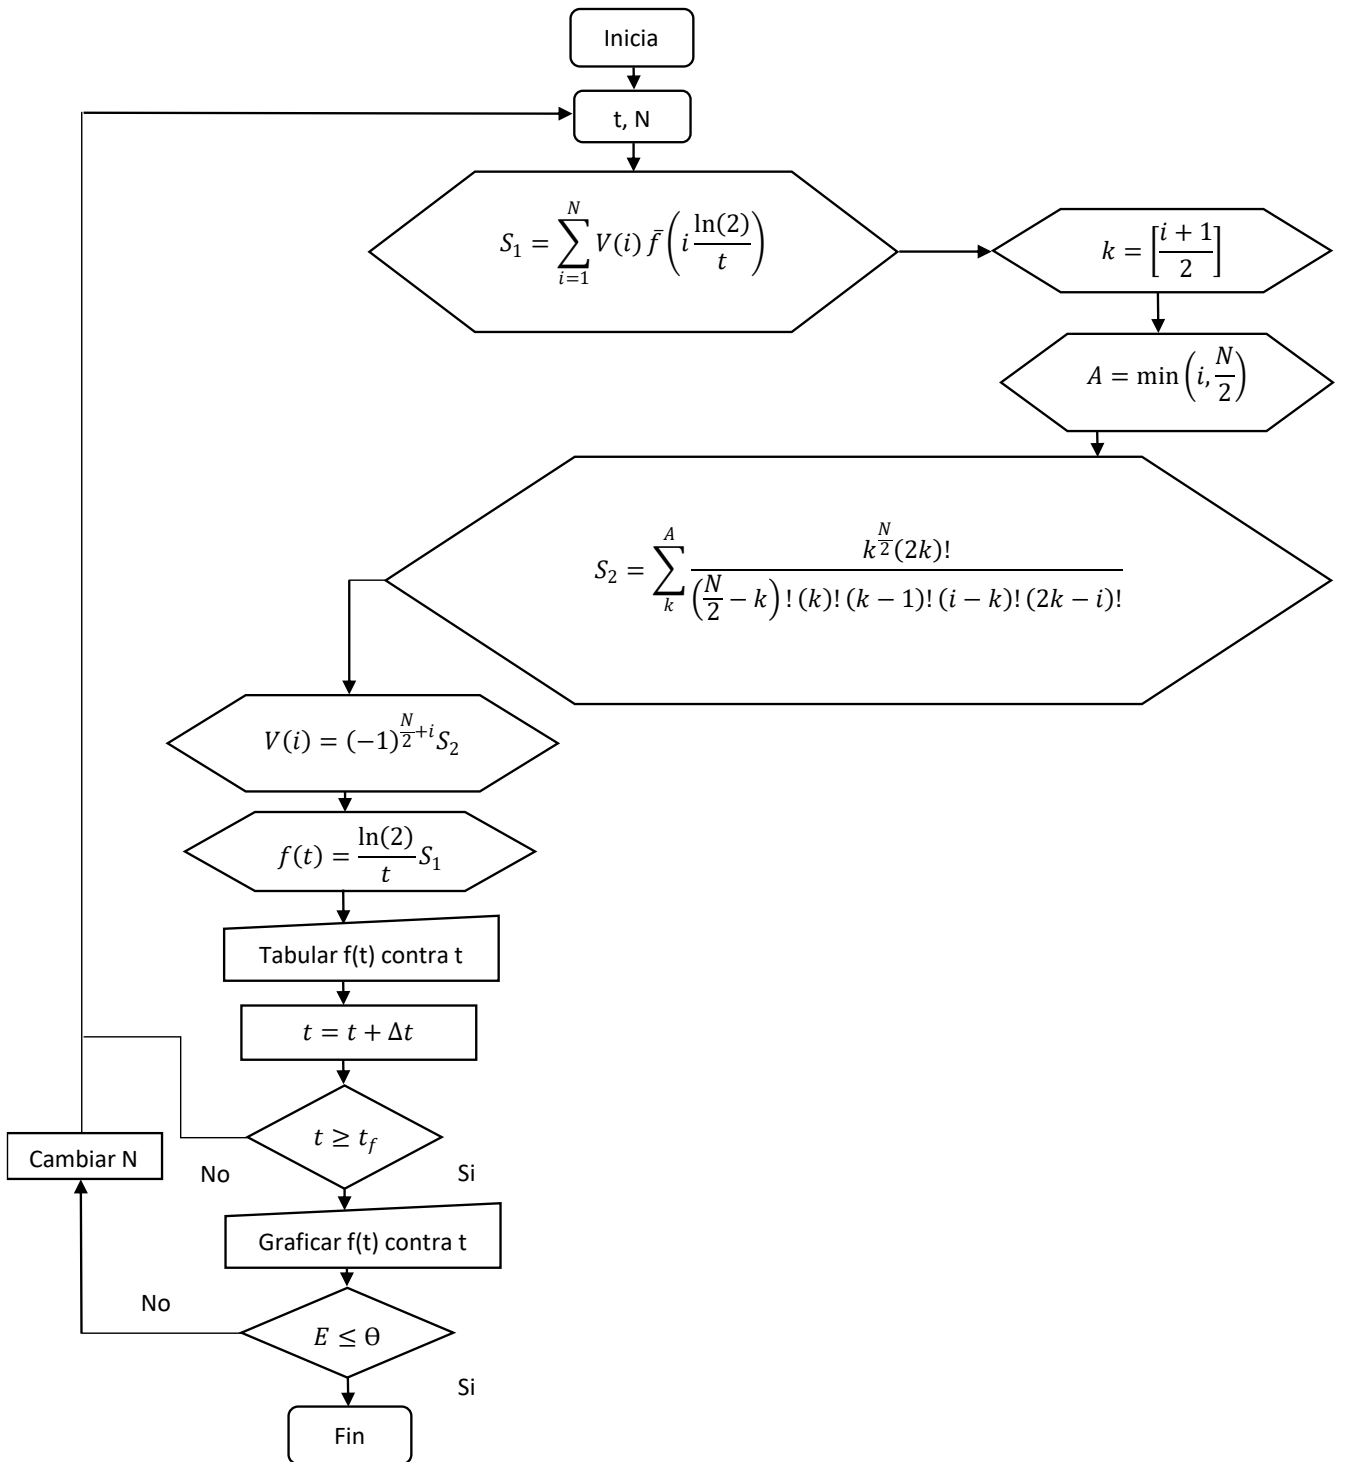 Inicia
t, N
$S_1 = \sum_{i=1}^{N} V(i) \bar{f}\left(i \frac{\ln(2)}{t}\right)$
$k = \left[\frac{i+1}{2}\right]$
$A = \min\left(i, \frac{N}{2}\right)$
$S_2 = \sum_{k}^{A} \frac{k^{\frac{N}{2}}(2k)!}{\left(\frac{N}{2}-k\right)!(k)!(k-1)!(i-k)!(2k-i)!}$
$V(i) = (-1)^{\frac{N}{2}+i} S_2$
$f(t) = \frac{\ln(2)}{t} S_1$
Tabular f(t) contra t
$t = t + \Delta t$
$t \geq t_f$
Cambiar N
No
Si
Graficar f(t) contra t
No
$E \leq \Theta$
Si
Fin